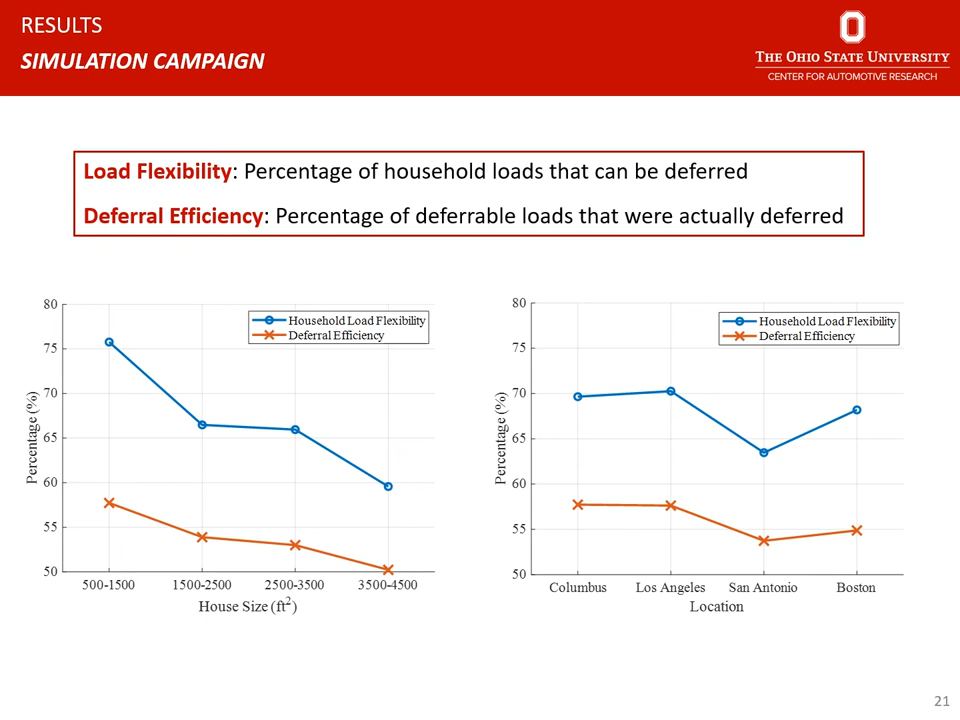 RESULTS
SIMULATION CAMPAIGN
THE OHIO STATE UNIVERSITY
CENTER FOR AUTOMOTIVE RESEARCH
Load Flexibility: Percentage of household loads that can be deferred
Deferral Efficiency: Percentage of deferrable loads that were actually deferred
80
75
70
65
60
55
50
Percentage (%)
Household Load Flexibility
Deferral Efficiency
500-1500 1500-2500 2500-3500 3500-4500
House Size (ft²)
80
75
70
65
60
55
50
Percentage (%)
Household Load Flexibility
Deferral Efficiency
Columbus Los Angeles San Antonio Boston
Location
21